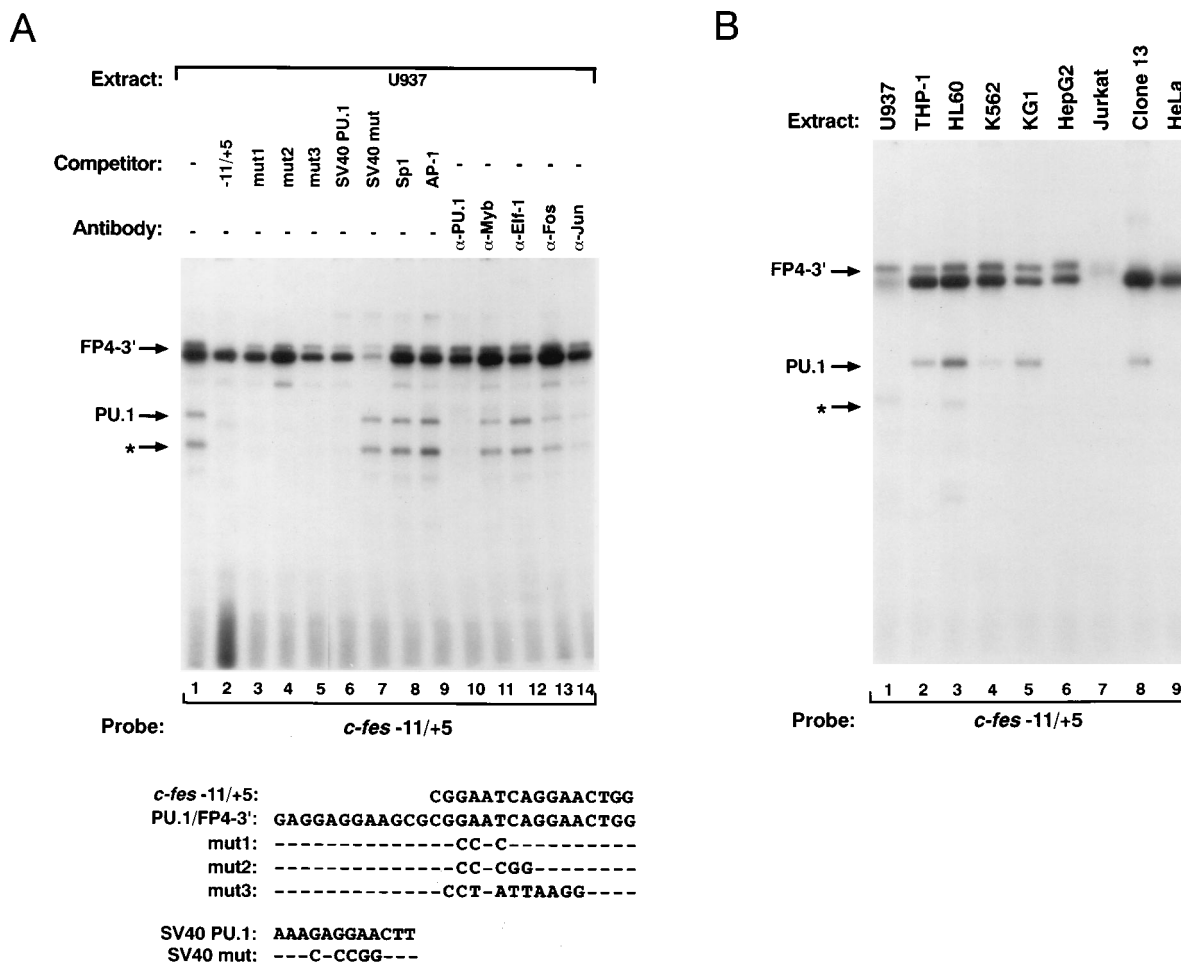 A
Extract:
U937
Competitor:
- -11/+5 mut1 mut2 mut3 SV40 PU.1 SV40 mut Sp1 AP-1 - - - - -
Antibody:
- - - - - - - - - α-PU.1 α-Myb α-Elf-1 α-Fos α-Jun
FP4-3'
PU.1
*
1 2 3 4 5 6 7 8 9 10 11 12 13 14
Probe:
c-fes -11/+5
c-fes -11/+5: CGGAATCAGGAACTGG
PU.1/FP4-3': GAGGAGGAAGCGCGGAATCAGGAACTGG
mut1: --------------CC-C----------
mut2: --------------CC-CGG--------
mut3: -------------CCT-ATTAAGG----
SV40 PU.1: AAAGAGGAACTT
SV40 mut: ---C-CCGG---
B
Extract:
U937 THP-1 HL60 K562 KG1 HepG2 Jurkat Clone 13 HeLa
FP4-3'
PU.1
*
1 2 3 4 5 6 7 8 9
Probe:
c-fes -11/+5